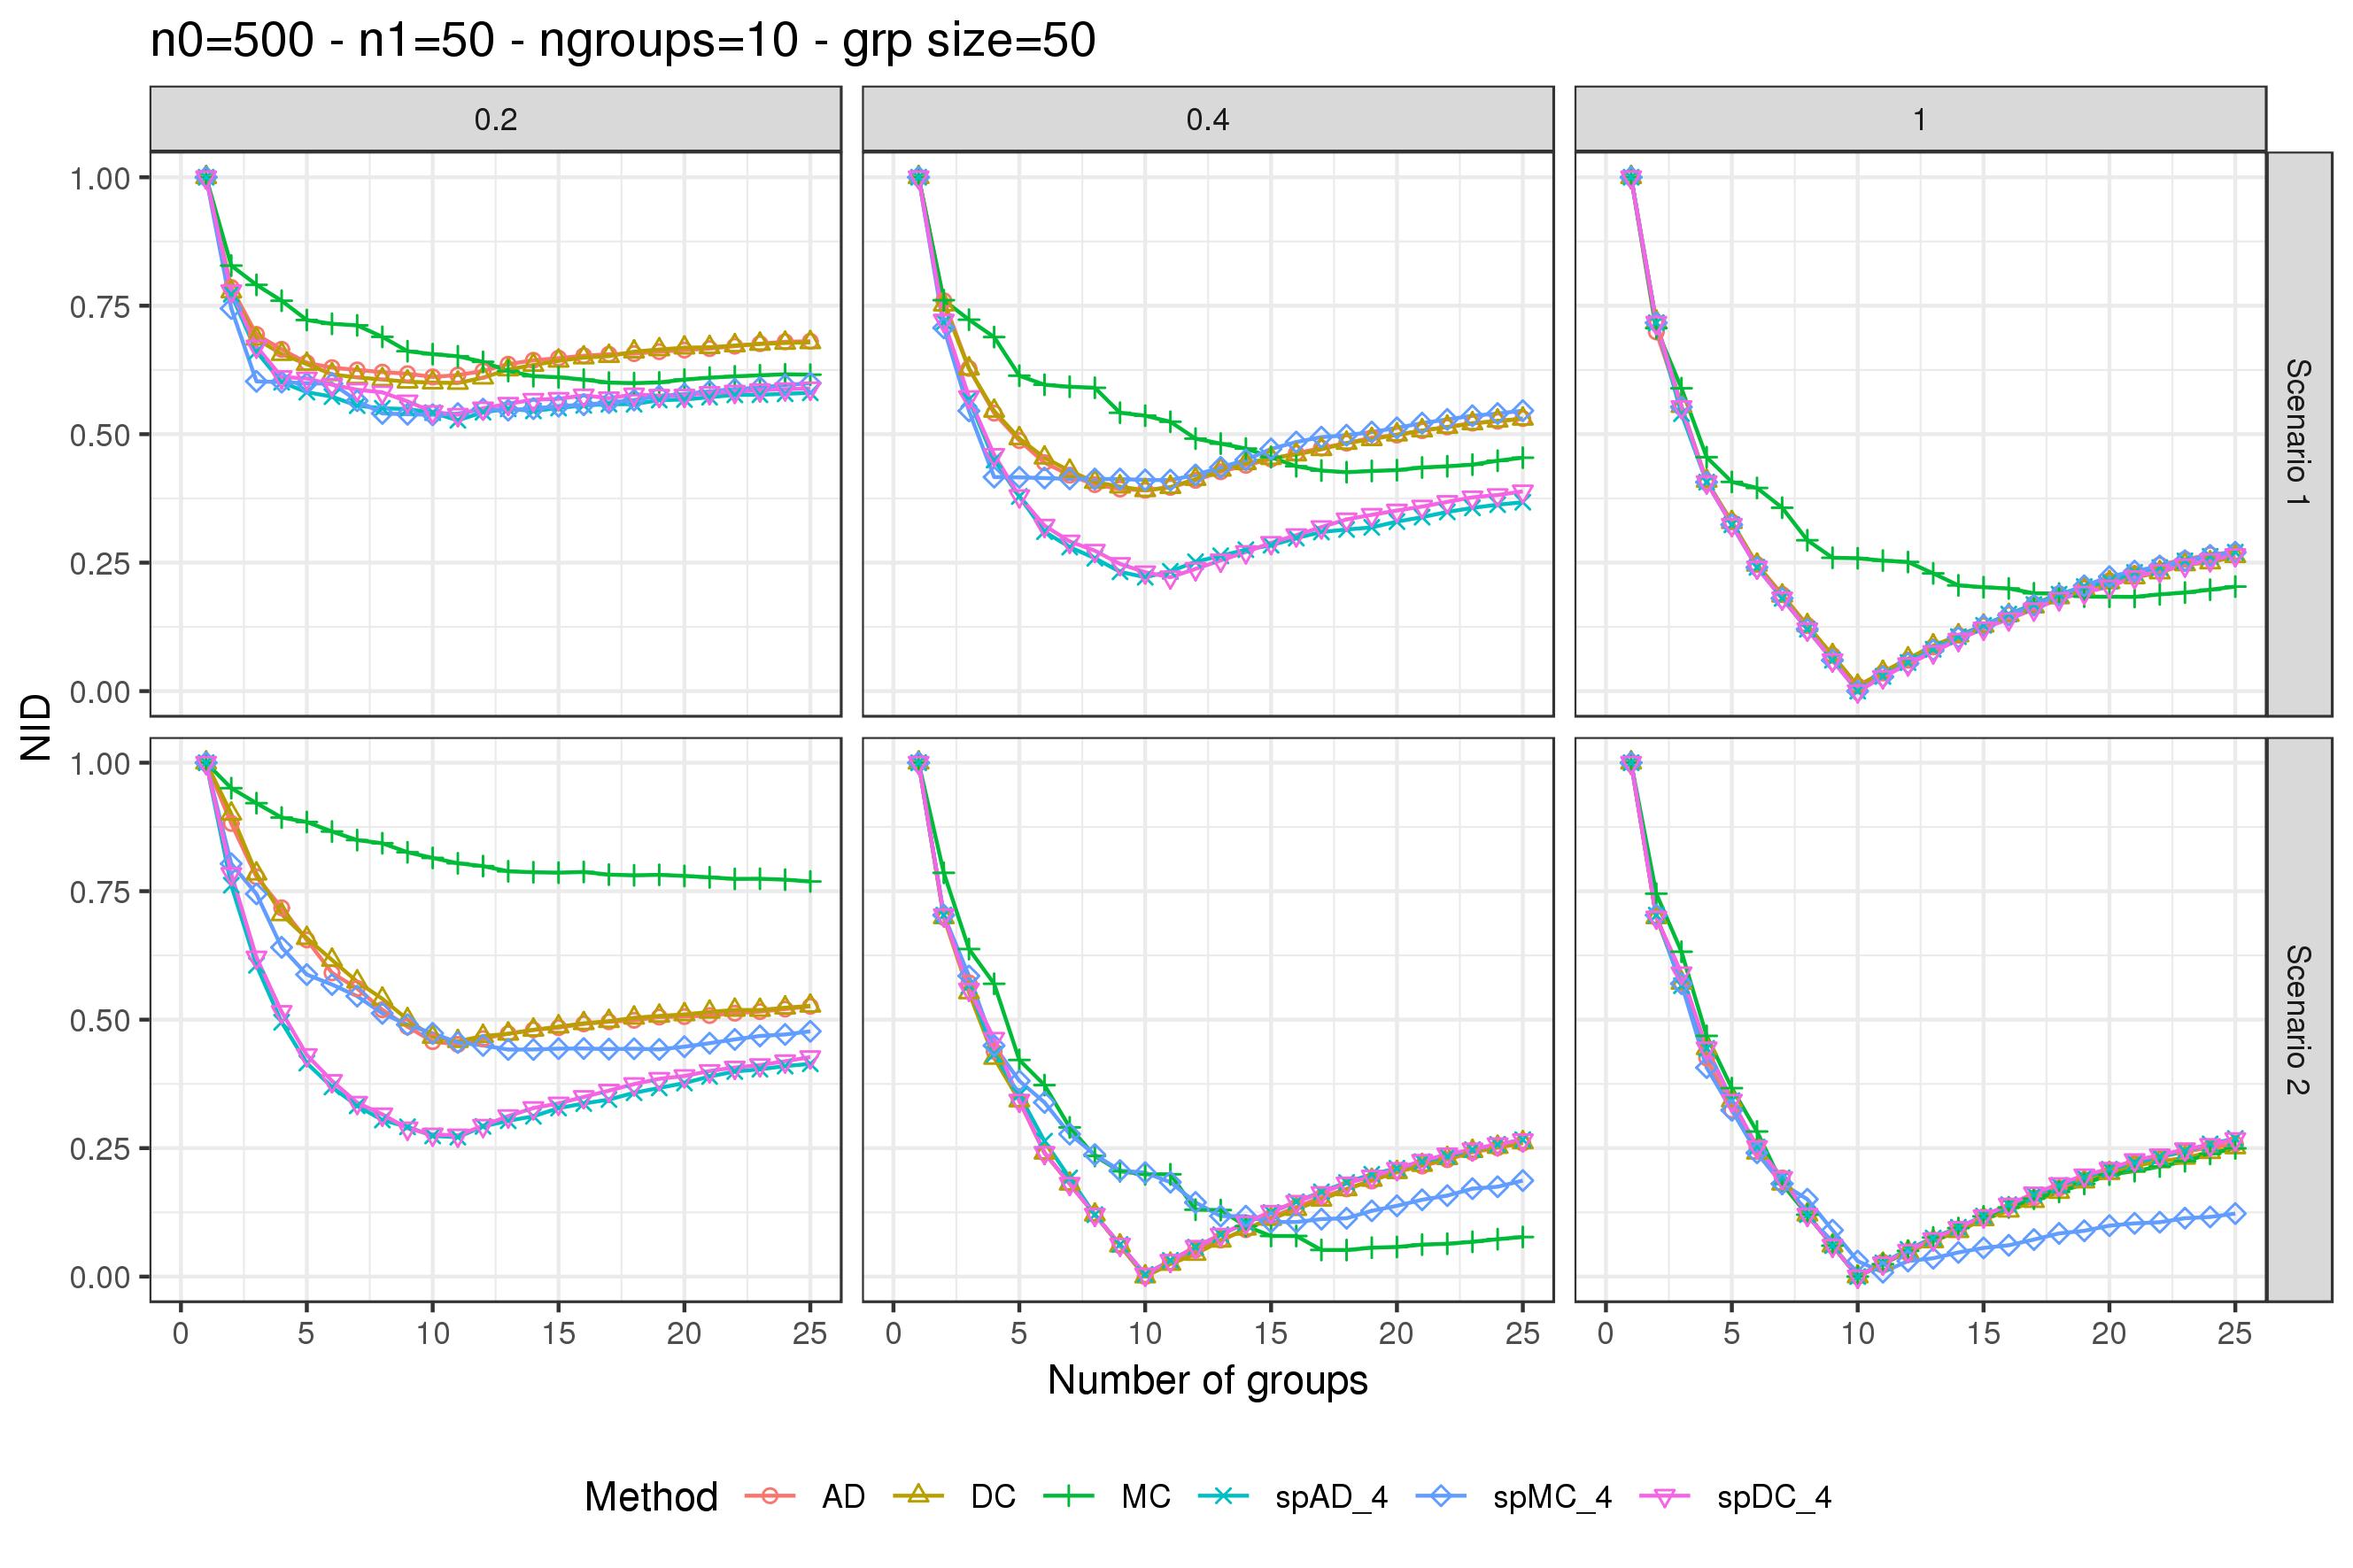 n0=500 - n1=50 - ngroups=10 - grp size=50
0.2 0.4 1
1.00
0.75
0.50
0.25
0.00
Scenario 1
NID
1.00
0.75
0.50
0.25
0.00
Scenario 2
0 5 10 15 20 25 0 5 10 15 20 25 0 5 10 15 20 25
Number of groups
Method AD DC MC spAD_4 spMC_4 spDC_4